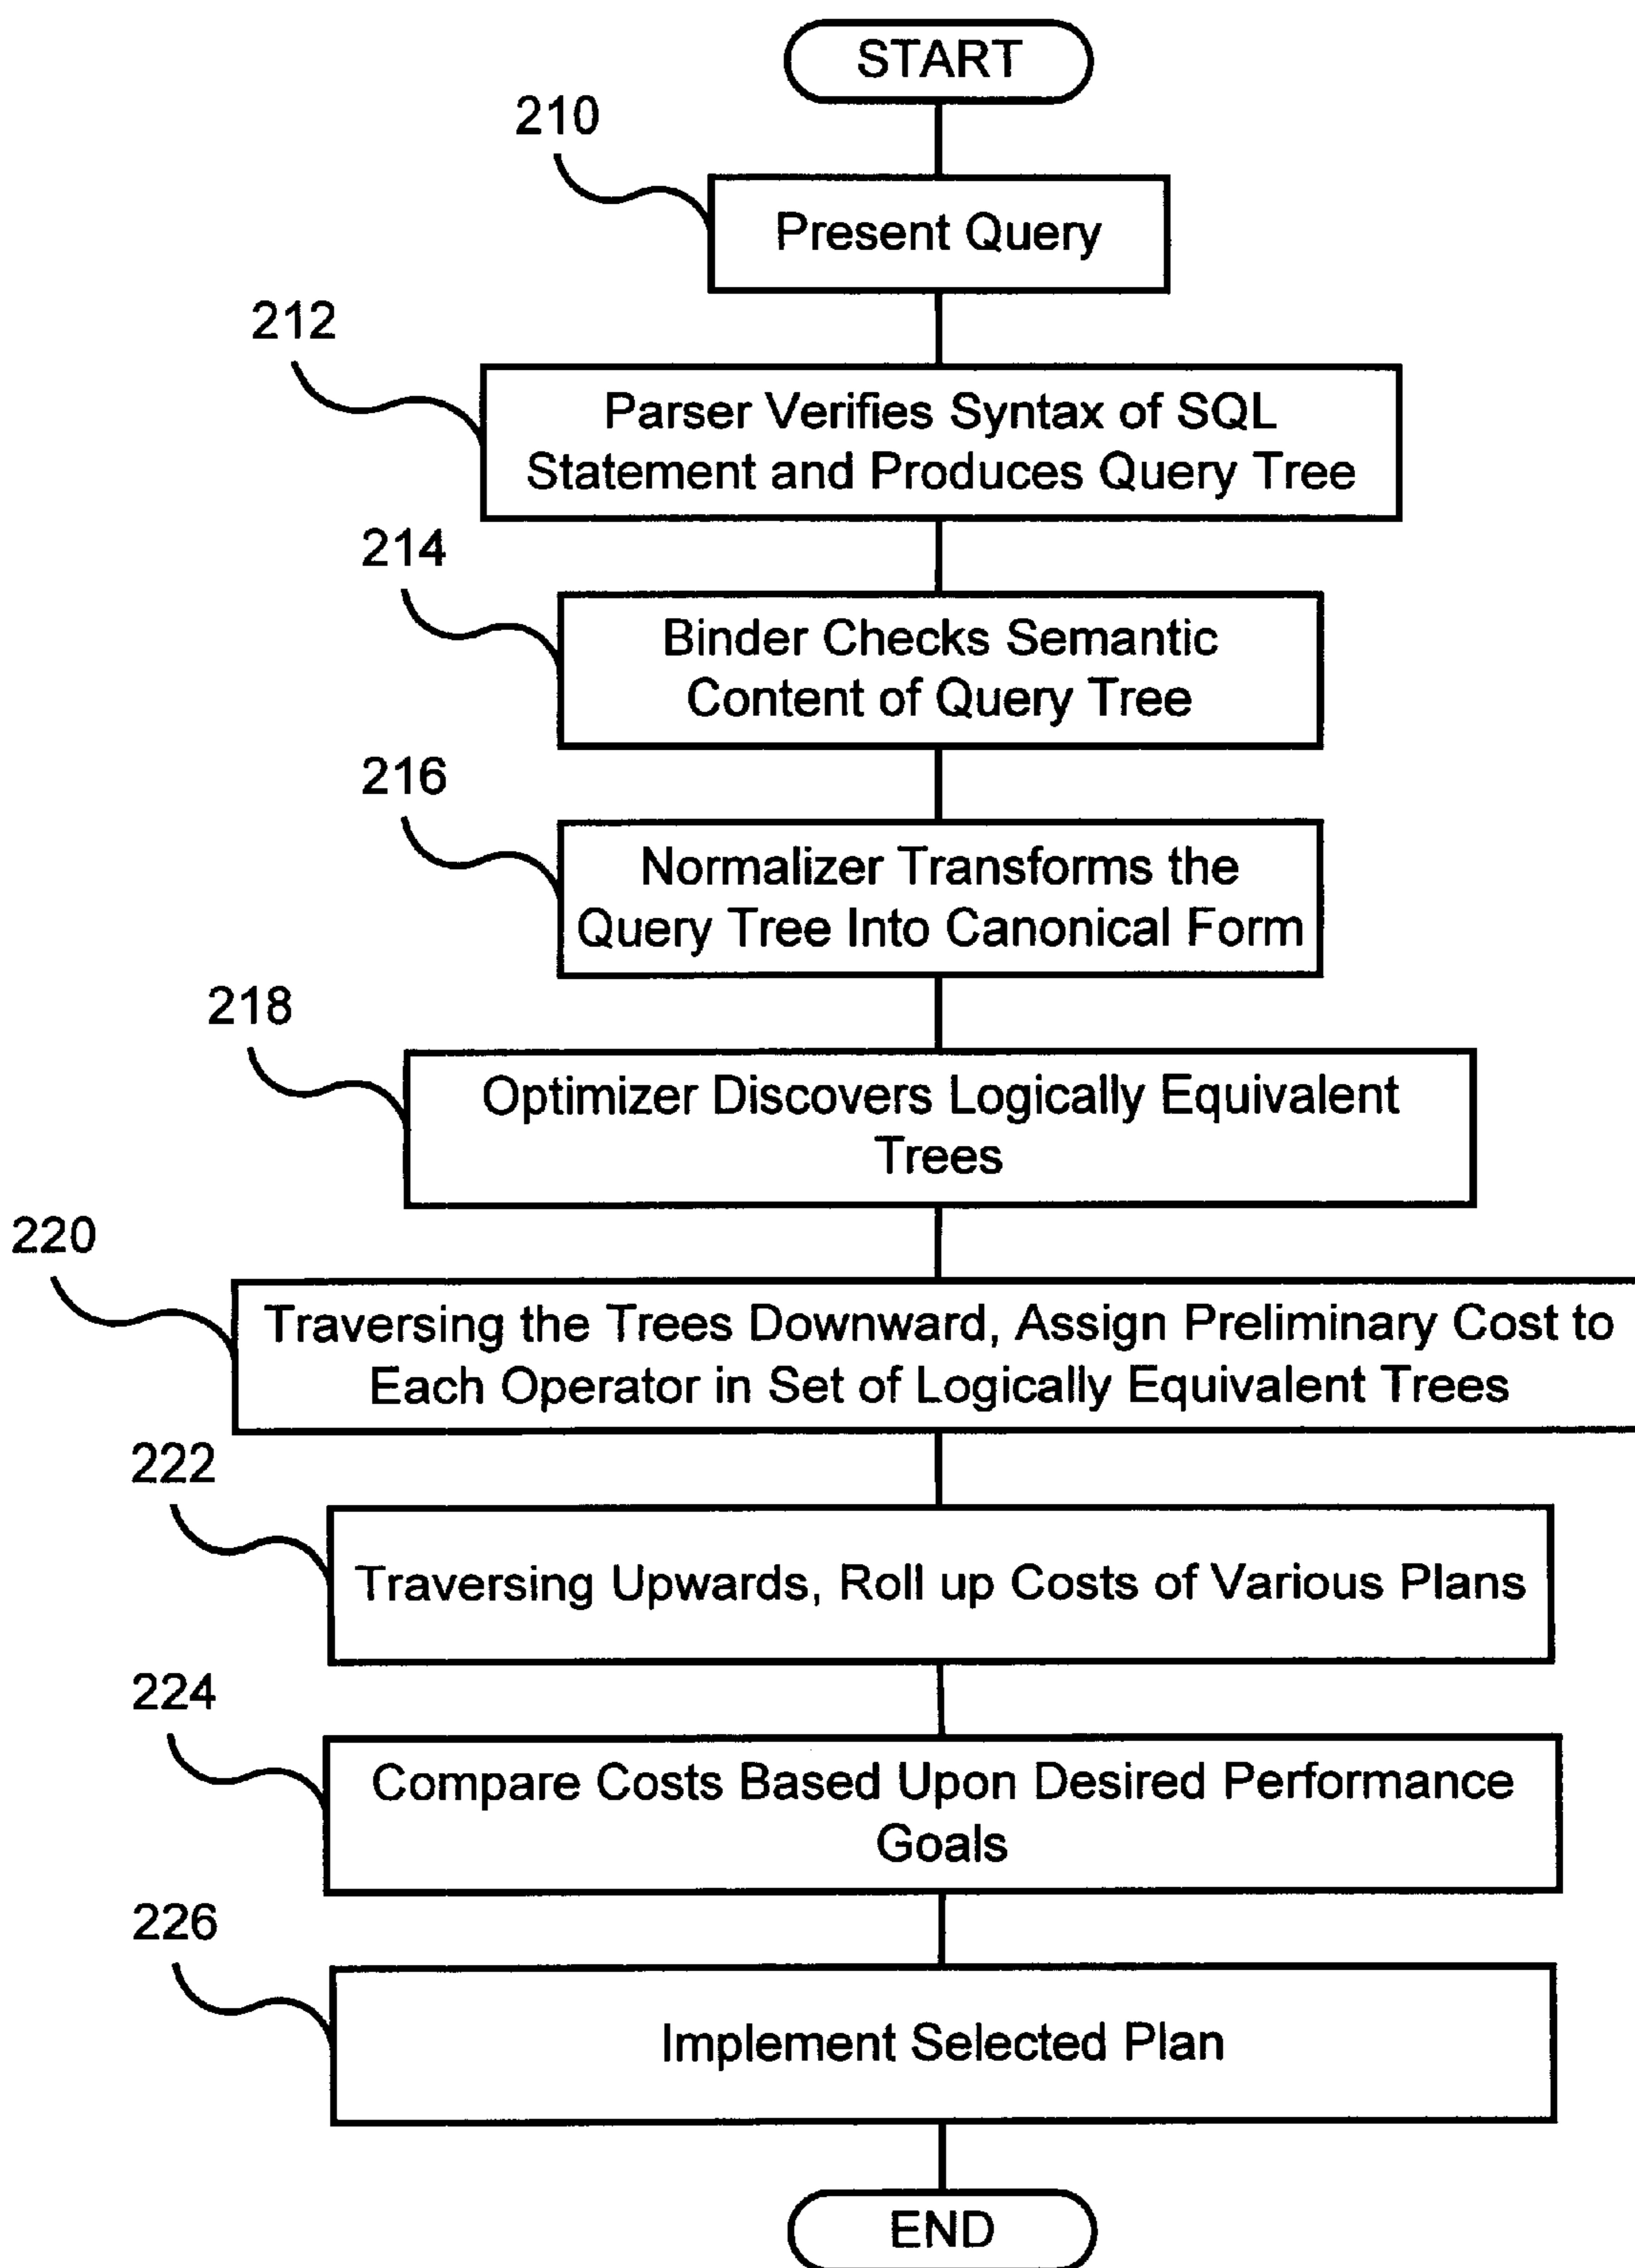 START
210
Present Query
212
Parser Verifies Syntax of SQL
Statement and Produces Query Tree
214
Binder Checks Semantic
Content of Query Tree
216
Normalizer Transforms the
Query Tree Into Canonical Form
218
Optimizer Discovers Logically Equivalent
Trees
220
Traversing the Trees Downward, Assign Preliminary Cost to
Each Operator in Set of Logically Equivalent Trees
222
Traversing Upwards, Roll up Costs of Various Plans
224
Compare Costs Based Upon Desired Performance
Goals
226
Implement Selected Plan
END